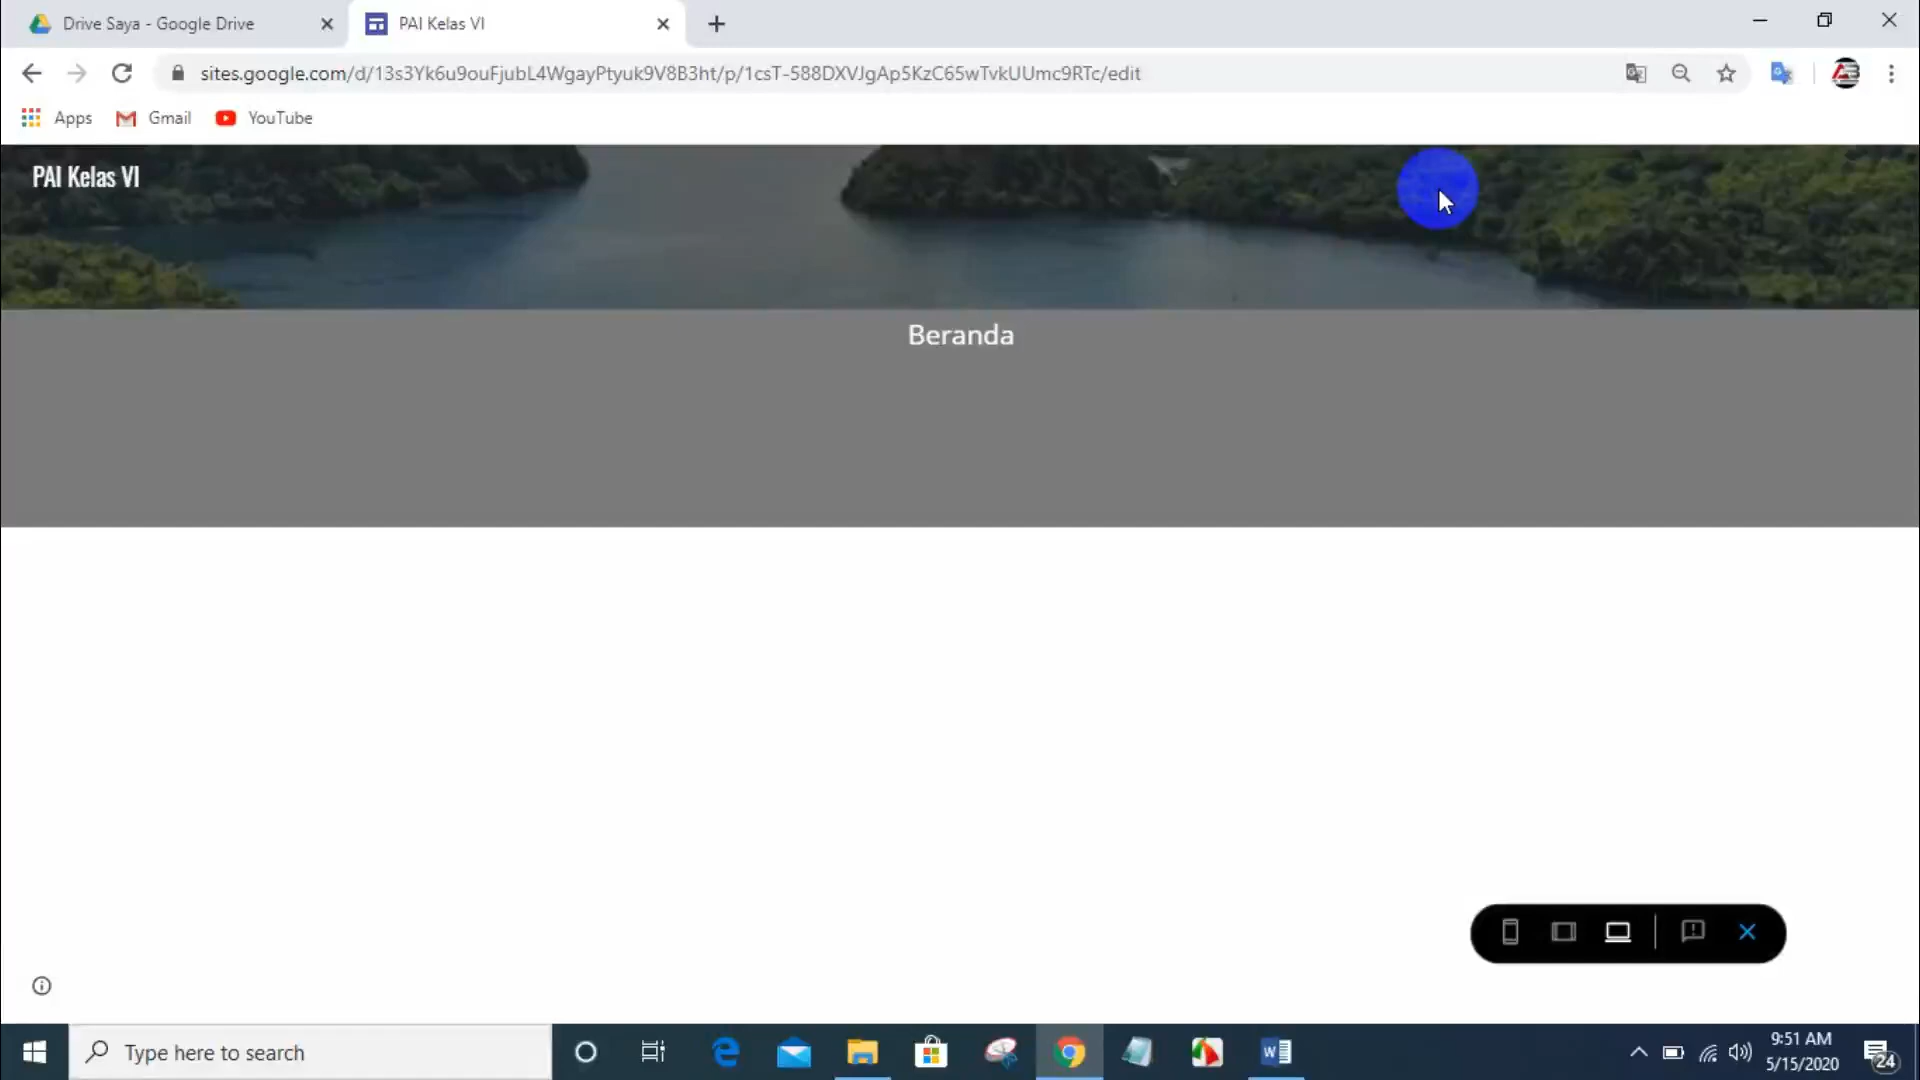 Drive Saya - Google Drive
PAI Kelas VI
sites.google.com/d/13s3Yk6u9ouFjubL4WgayPtyuk9V8B3ht/p/1csT-588DXVJgAp5KzC65wTvkUUmc9RTc/edit
Apps
Gmail
YouTube
PAI Kelas VI
Beranda
Type here to search
9:51 AM
5/15/2020
24